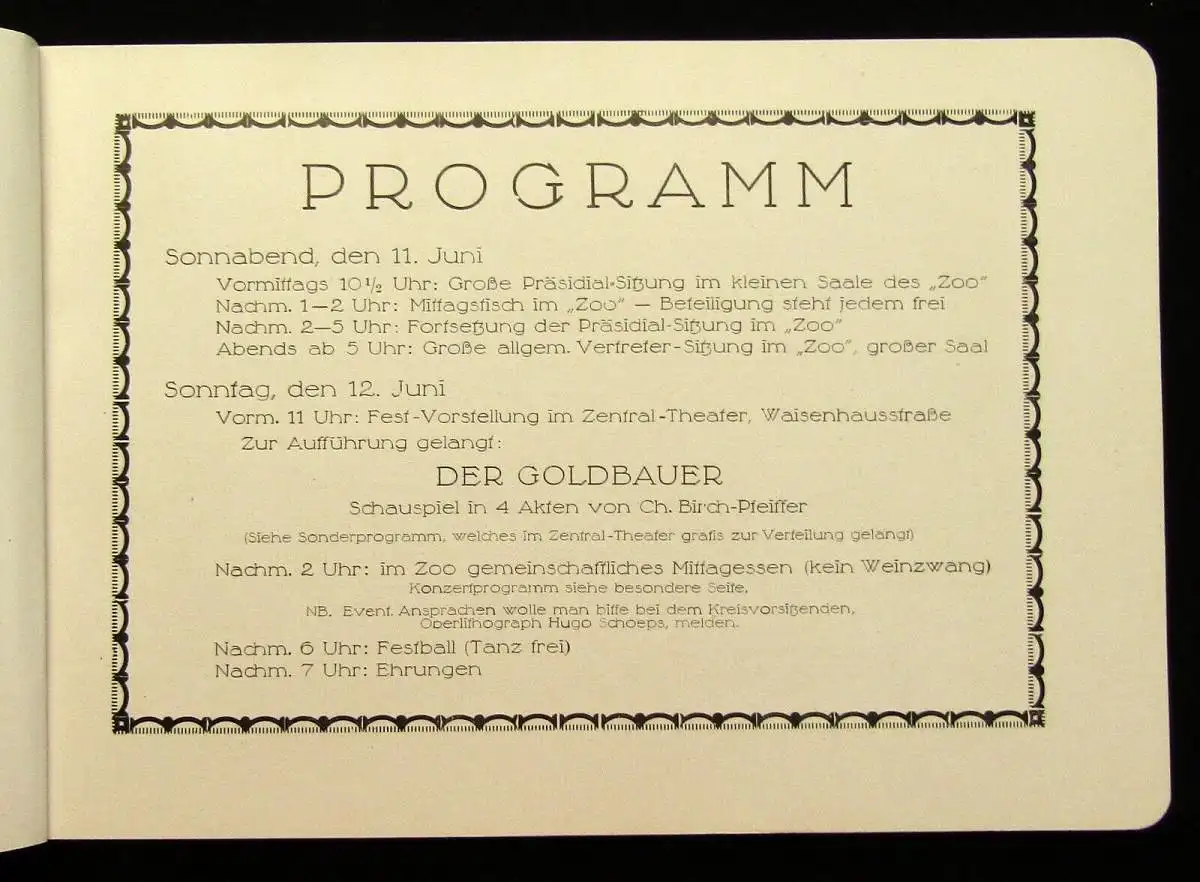 PROGRAMM
Sonnabend, den 11. Juni
Vormittags 10 1/2 Uhr: Große Präsidial-Sitzung im kleinen Saale des „Zoo"
Nachm. 1—2 Uhr: Mittagstisch im „Zoo" — Beteiligung steht jedem frei
Nachm. 2—5 Uhr: Fortsetzung der Präsidial-Sitzung im „Zoo"
Abends ab 5 Uhr: Große allgem. Vertreter-Sitzung im „Zoo", großer Saal
Sonntag, den 12. Juni
Vorm. 11 Uhr: Fest-Vorstellung im Zentral-Theater, Waisenhausstraße
Zur Aufführung gelangt:
DER GOLDBAUER
Schauspiel in 4 Akten von Ch. Birch-Pfeiffer
(Siehe Sonderprogramm, welches im Zentral-Theater gratis zur Verteilung gelangt)
Nachm. 2 Uhr: im Zoo gemeinschaftliches Mittagessen (kein Weinzwang)
Konzertprogramm siehe besondere Seite,
NB. Event. Ansprachen wolle man bitte bei dem Kreisvorsitzenden,
Oberlithograph Hugo Schoeps, melden.
Nachm. 6 Uhr: Festball (Tanz frei)
Nachm. 7 Uhr: Ehrungen